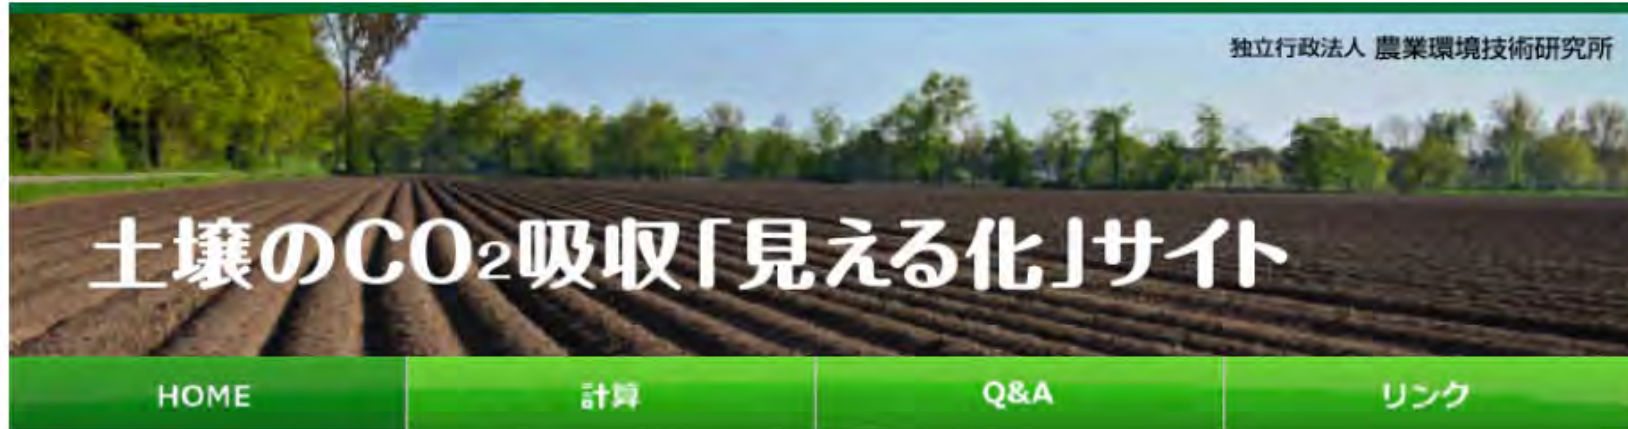 独立行政法人 農業環境技術研究所
土壌のCO2吸収「見える化」サイト
HOME
計算
Q&A
リンク